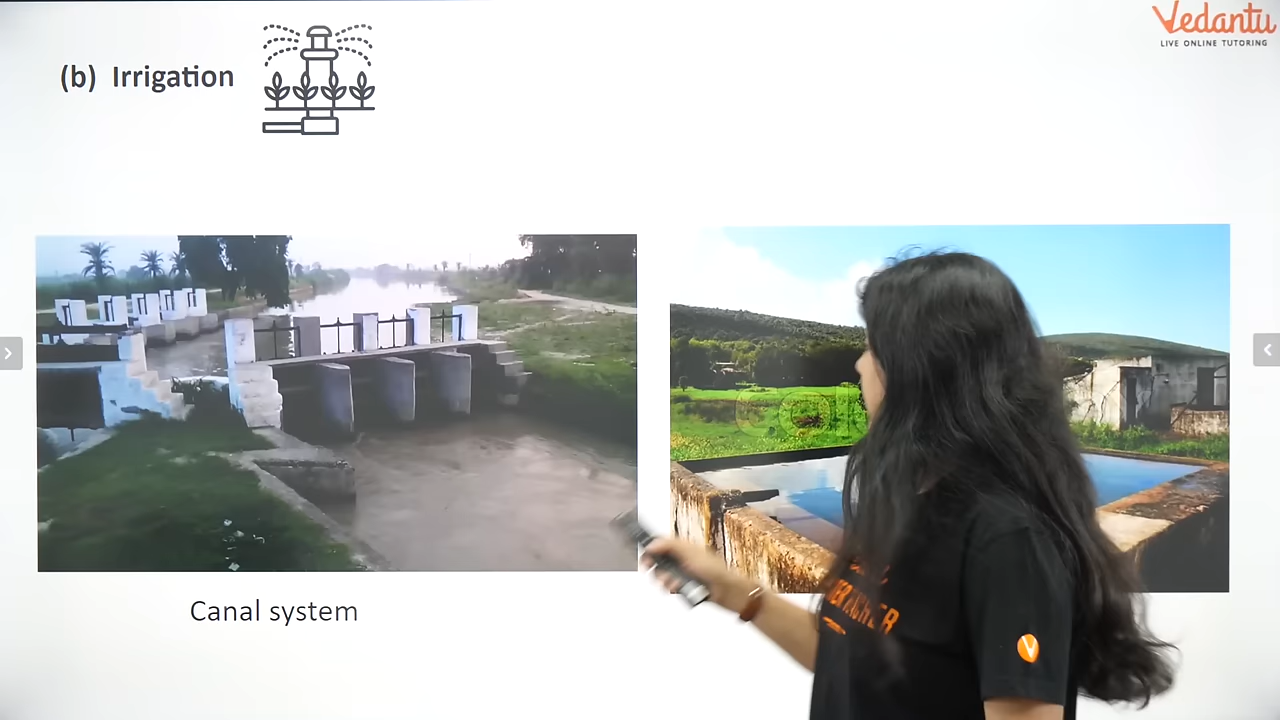 Vedantu
LIVE ONLINE TUTORING
(b) Irrigation
Canal system
V